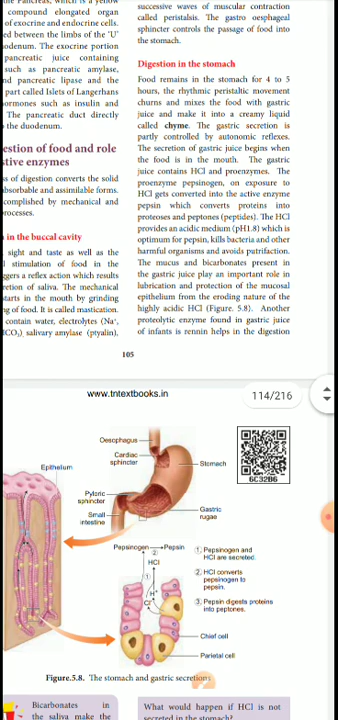 the Pancreas, which is a yellow
compound elongated organ
of exocrine and endocrine cells.
ed between the limbs of the 'U'
odenum. The exocrine portion
pancreatic juice containing
such as pancreatic amylase,
nd pancreatic lipase and the
part called Islets of Langerhans
ormones such as insulin and
The pancreatic duct directly
the duodenum.
estion of food and role
stive enzymes
ss of digestion converts the solid
absorbable and assimilable forms.
complished by mechanical and
rocesses.
in the buccal cavity
sight and taste as well as the
l stimulation of food in the
ggers a reflex action which results
retion of saliva. The mechanical
starts in the mouth by grinding
ng of food. It is called mastication.
contain water, electrolytes (Na⁺,
ICO₃), salivary amylase (ptyalin),
successive waves of muscular contraction
called peristalsis. The gastro oesophageal
sphincter controls the passage of food into
the stomach.
Digestion in the stomach
Food remains in the stomach for 4 to 5
hours, the rhythmic peristaltic movement
churns and mixes the food with gastric
juice and make it into a creamy liquid
called chyme. The gastric secretion is
partly controlled by autonomic reflexes.
The secretion of gastric juice begins when
the food is in the mouth. The gastric
juice contains HCl and proenzymes. The
proenzyme pepsinogen, on exposure to
HCl gets converted into the active enzyme
pepsin which converts proteins into
proteoses and peptones (peptides). The HCl
provides an acidic medium (pH1.8) which is
optimum for pepsin, kills bacteria and other
harmful organisms and avoids putrifaction.
The mucus and bicarbonates present in
the gastric juice play an important role in
lubrication and protection of the mucosal
epithelium from the eroding nature of the
highly acidic HCl (Figure. 5.8). Another
proteolytic enzyme found in gastric juice
of infants is rennin helps in the digestion
105
www.tntextbooks.in
114/216
Oesophagus
Cardiac
sphincter
Stomach
6C32B6
Epithelium
Pyloric
sphincter
Small
intestine
Gastric
rugae
Pepsinogen Pepsin
2
HCl
1
H⁺
Cl⁻
3
1. Pepsinogen and
HCl are secreted.
2. HCl converts
pepsinogen to
pepsin.
3. Pepsin digests proteins
into peptones.
Chief cell
Parietal cell
Figure.5.8. The stomach and gastric secretions
Bicarbonates in
the saliva make the
What would happen if HCl is not
secreted in the stomach?